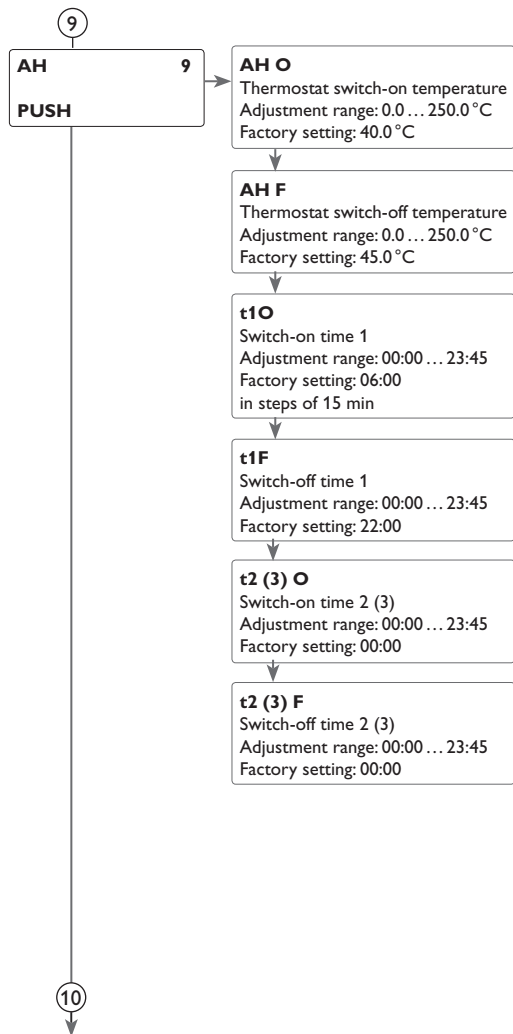 9
AH 9
PUSH
AH O
Thermostat switch-on temperature
Adjustment range: 0.0 … 250.0 °C
Factory setting: 40.0 °C
AH F
Thermostat switch-off temperature
Adjustment range: 0.0 … 250.0 °C
Factory setting: 45.0 °C
t1O
Switch-on time 1
Adjustment range: 00:00 … 23:45
Factory setting: 06:00
in steps of 15 min
t1F
Switch-off time 1
Adjustment range: 00:00 … 23:45
Factory setting: 22:00
t2 (3) O
Switch-on time 2 (3)
Adjustment range: 00:00 … 23:45
Factory setting: 00:00
t2 (3) F
Switch-off time 2 (3)
Adjustment range: 00:00 … 23:45
Factory setting: 00:00
10